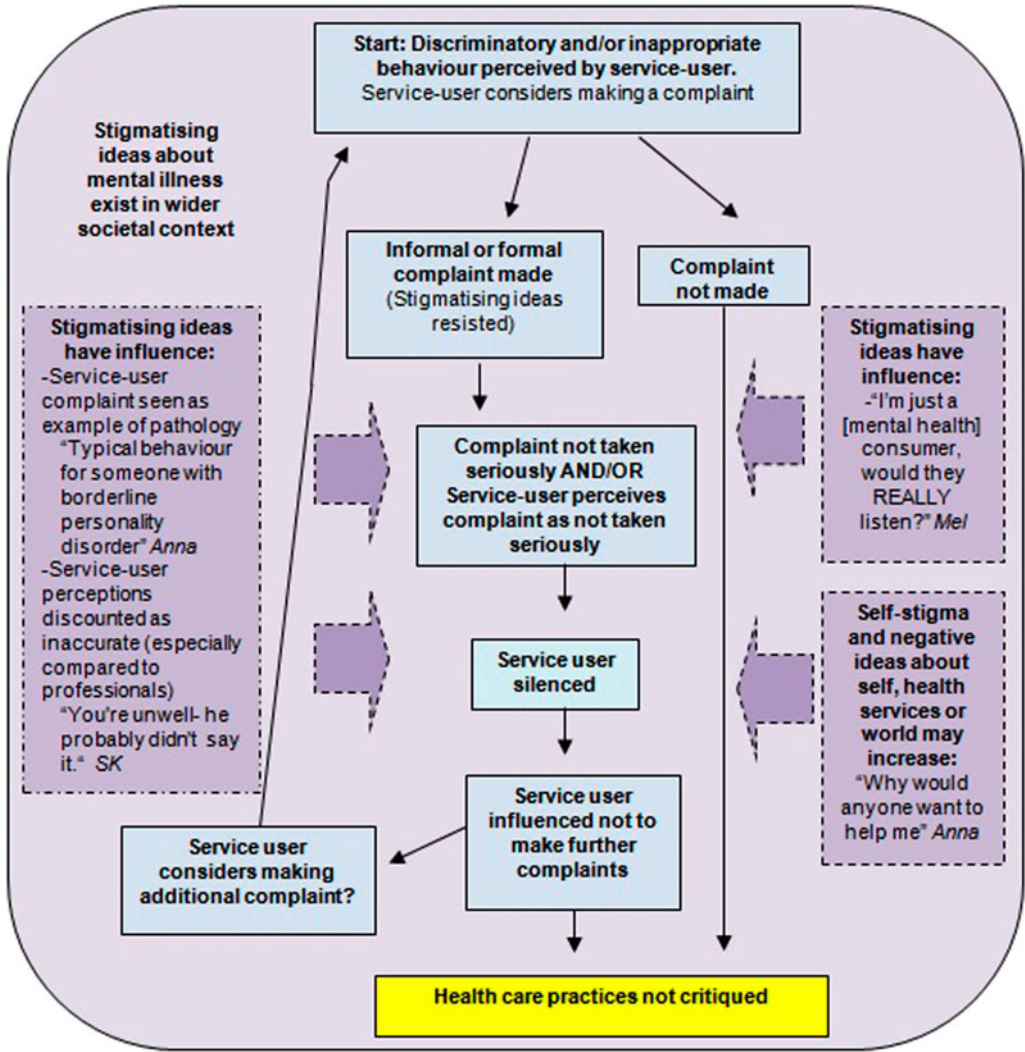 Start: Discriminatory and/or inappropriate
behaviour perceived by service-user.
Service-user considers making a complaint
Stigmatising
ideas about
mental illness
exist in wider
societal context
Informal or formal
complaint made
(Stigmatising ideas
resisted)
Complaint
not made
Stigmatising ideas
have influence:
-Service-user
complaint seen as
example of pathology
"Typical behaviour
for someone with
borderline
personality
disorder" Anna
-Service-user
perceptions
discounted as
inaccurate (especially
compared to
professionals)
"You're unwell- he
probably didn't say
it." SK
Complaint not taken
seriously AND/OR
Service-user perceives
complaint as not taken
seriously
Stigmatising
ideas have
influence:
-"I'm just a
[mental health]
consumer,
would they
REALLY
listen?" Mel
Service user
silenced
Self-stigma
and negative
ideas about
self, health
services or
world may
increase:
"Why would
anyone want to
help me" Anna
Service user
influenced not to
make further
complaints
Service user
considers making
additional complaint?
Health care practices not critiqued